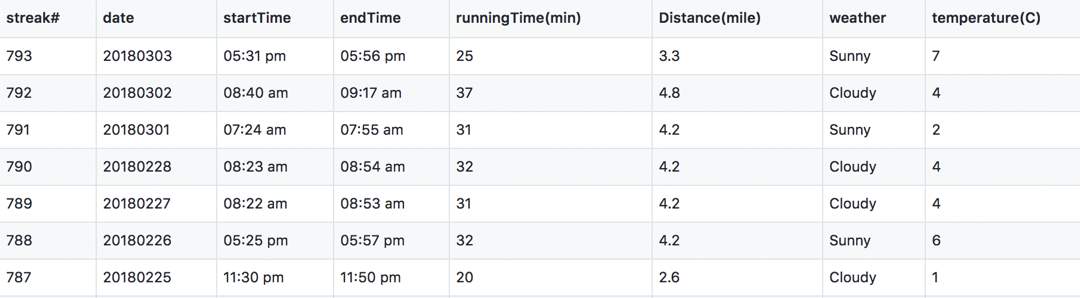 streak# date startTime endTime runningTime(min) Distance(mile) weather temperature(C)
793 20180303 05:31 pm 05:56 pm 25 3.3 Sunny 7
792 20180302 08:40 am 09:17 am 37 4.8 Cloudy 4
791 20180301 07:24 am 07:55 am 31 4.2 Sunny 2
790 20180228 08:23 am 08:54 am 32 4.2 Cloudy 4
789 20180227 08:22 am 08:53 am 31 4.2 Cloudy 4
788 20180226 05:25 pm 05:57 pm 32 4.2 Sunny 6
787 20180225 11:30 pm 11:50 pm 20 2.6 Cloudy 1